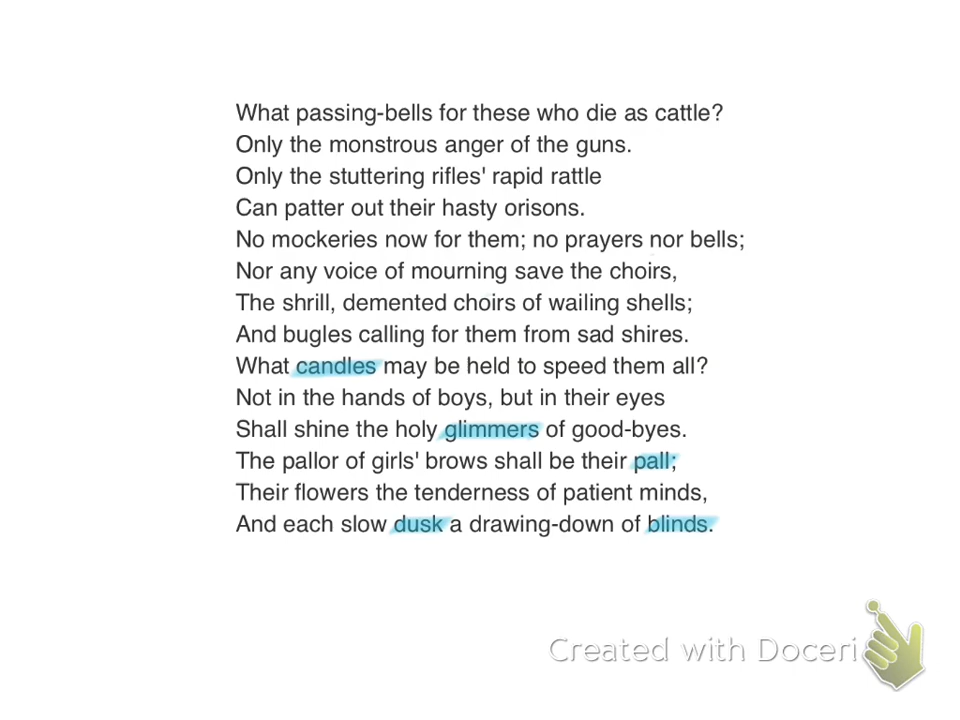 What passing-bells for these who die as cattle?
Only the monstrous anger of the guns.
Only the stuttering rifles' rapid rattle
Can patter out their hasty orisons.
No mockeries now for them; no prayers nor bells;
Nor any voice of mourning save the choirs,
The shrill, demented choirs of wailing shells;
And bugles calling for them from sad shires.
What candles may be held to speed them all?
Not in the hands of boys, but in their eyes
Shall shine the holy glimmers of good-byes.
The pallor of girls' brows shall be their pall;
Their flowers the tenderness of patient minds,
And each slow dusk a drawing-down of blinds.
Created with Doceri